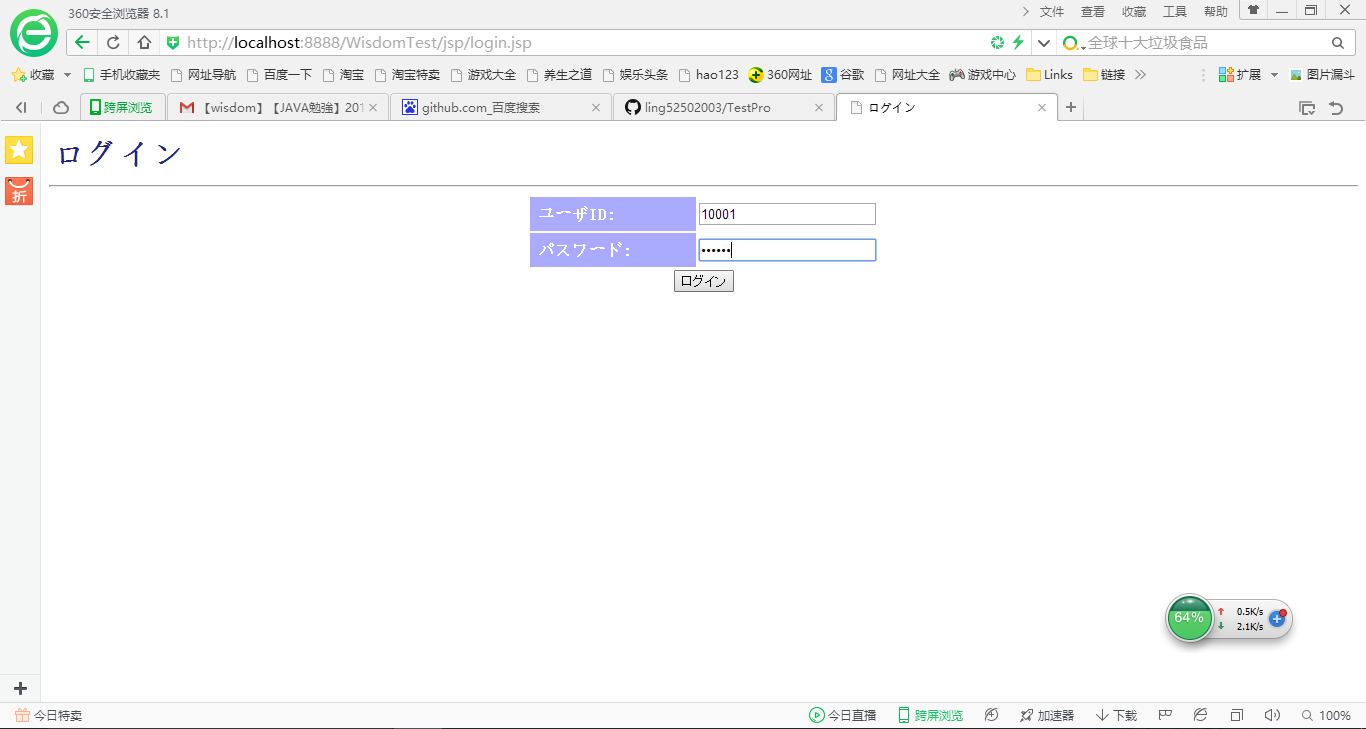 360安全浏览器 8.1
文件 查看 收藏 工具 帮助
http://localhost:8888/WisdomTest/jsp/login.jsp
全球十大垃圾食品
收藏 手机收藏夹 网址导航 百度一下 淘宝 淘宝特卖 游戏大全 养生之道 娱乐头条 hao123 360网址 谷歌 网址大全 游戏中心 Links 链接 扩展 图片漏斗
跨屏浏览 【wisdom】【JAVA勉強】201 github.com_百度搜索 ling52502003/TestPro ログイン
折
ログイン
ユーザID: 10001
パスワード: ••••••
ログイン
64% 0.5K/s
2.1K/s
今日特卖 今日直播 跨屏浏览 加速器 下载 100%